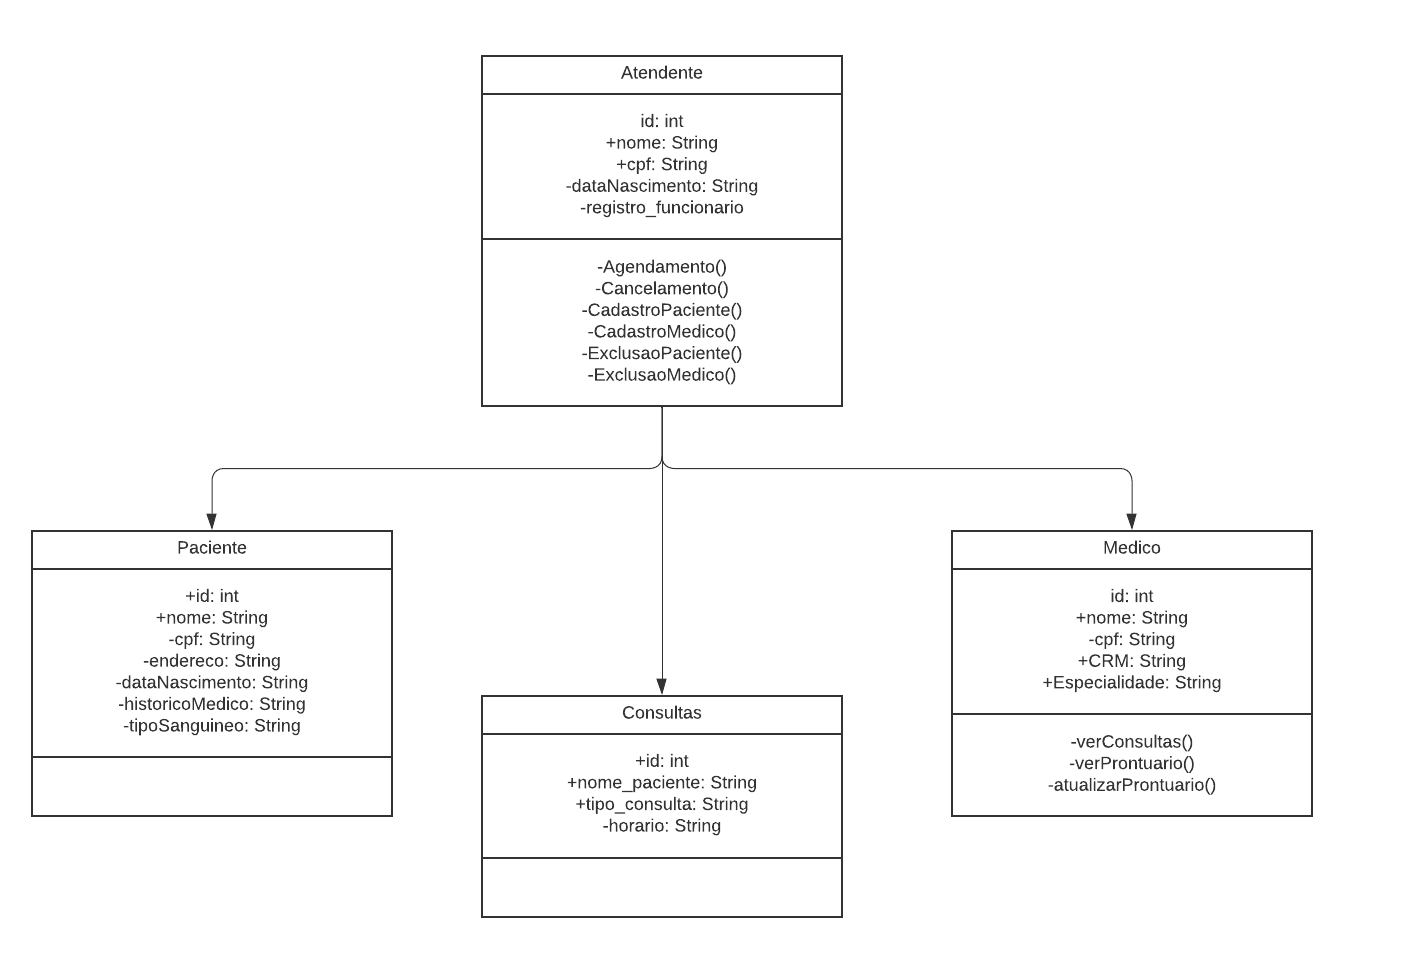 Atendente
id: int
+nome: String
+cpf: String
-dataNascimento: String
-registro_funcionario
-Agendamento()
-Cancelamento()
-CadastroPaciente()
-CadastroMedico()
-ExclusaoPaciente()
-ExclusaoMedico()
Paciente
+id: int
+nome: String
-cpf: String
-endereco: String
-dataNascimento: String
-historicoMedico: String
-tipoSanguineo: String
Consultas
+id: int
+nome_paciente: String
+tipo_consulta: String
-horario: String
Medico
id: int
+nome: String
-cpf: String
+CRM: String
+Especialidade: String
-verConsultas()
-verProntuario()
-atualizarProntuario()